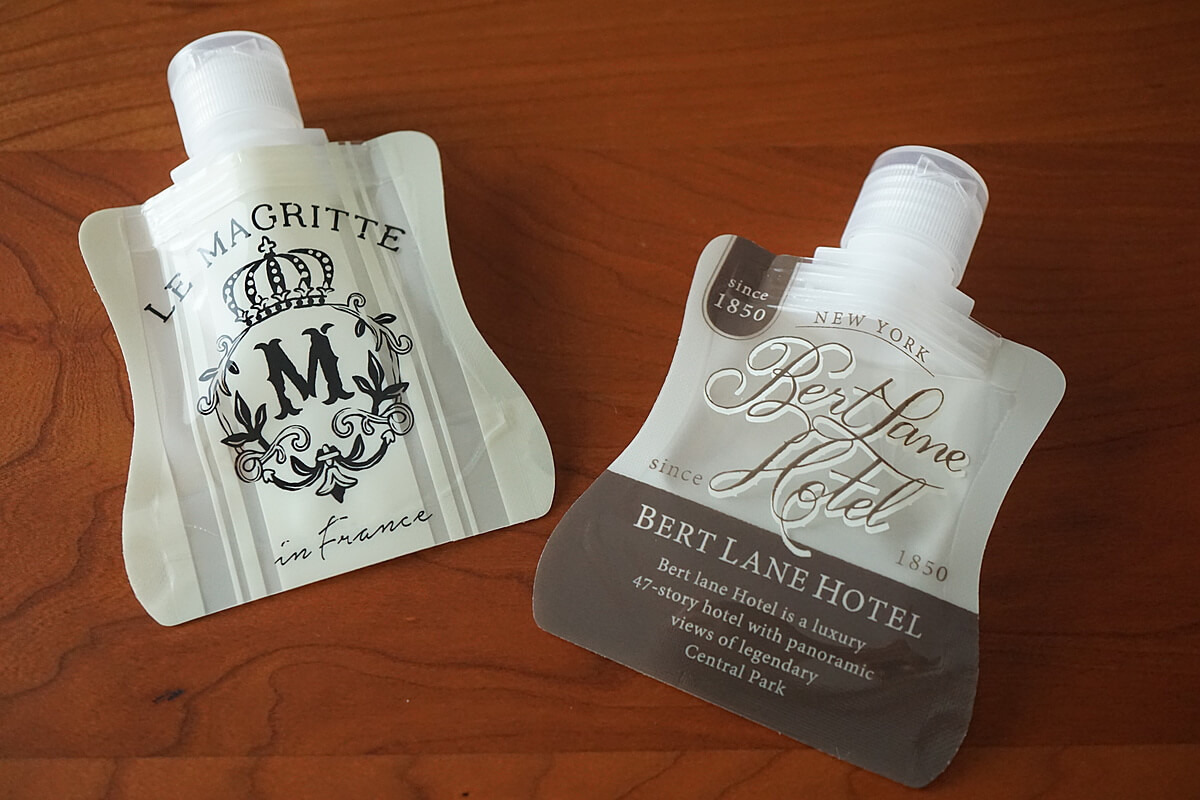 LE MAGRITTE
M
in France
since
1850
NEW YORK
Bert Lane
Hotel
since
1850
BERT LANE HOTEL
Bert lane Hotel is a luxury
47-story hotel with panoramic
views of legendary
Central Park